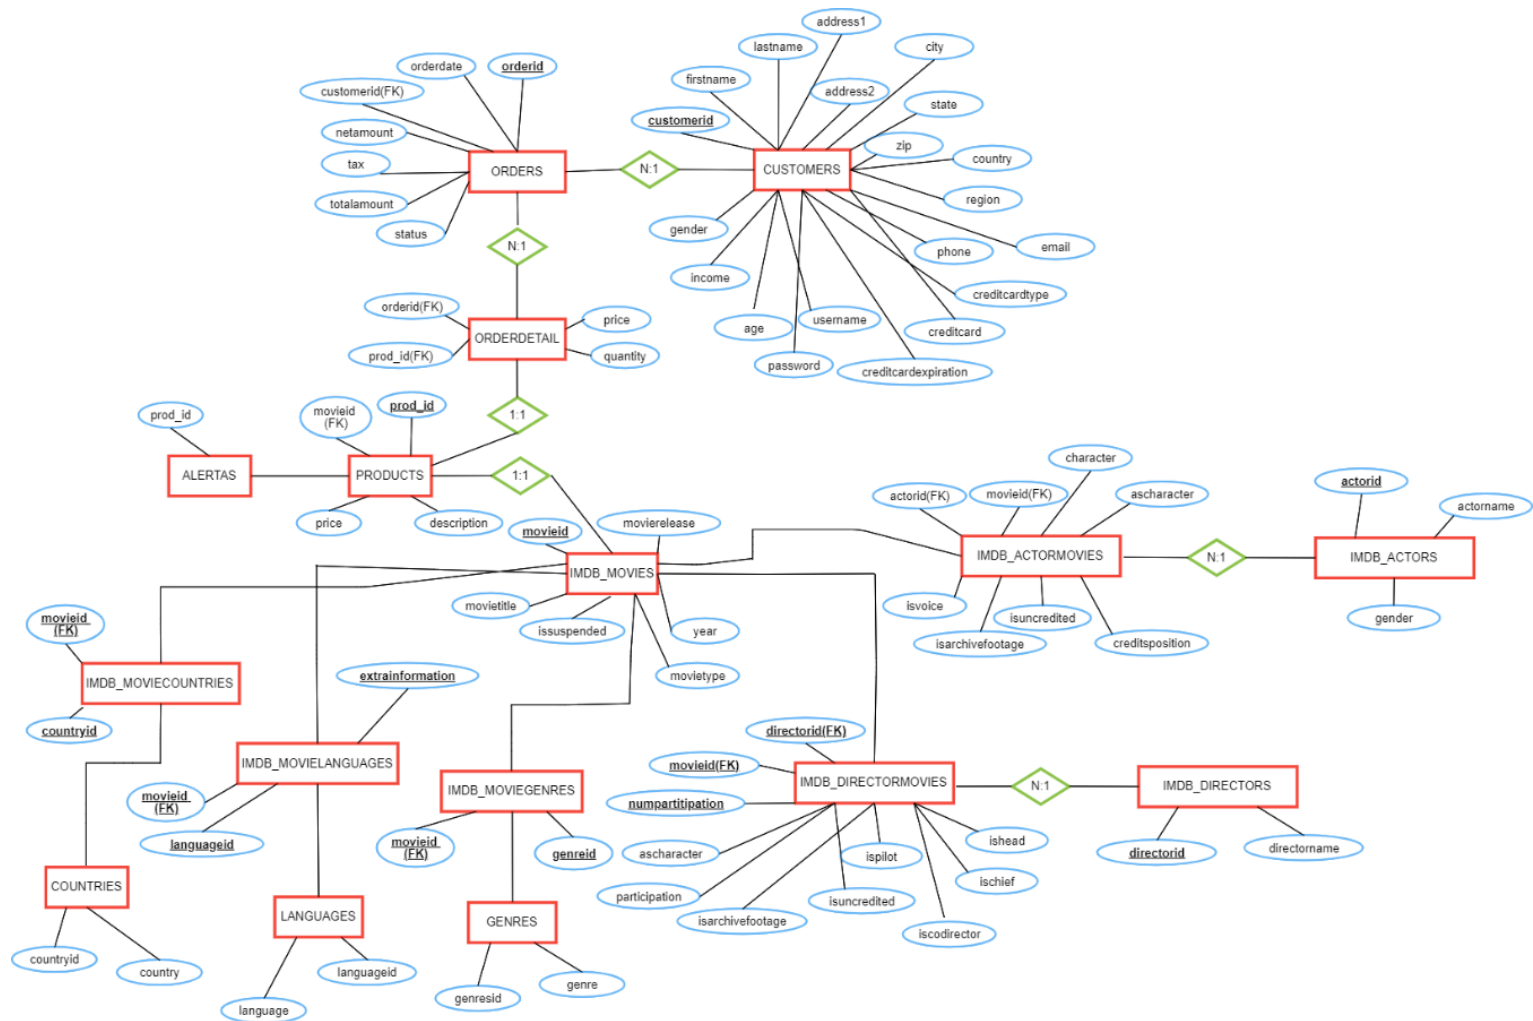 address1
lastname
city
orderdate
orderid
firstname
customerid(FK)
address2
state
customerid
netamount
zip
tax
ORDERS
N:1
CUSTOMERS
country
totalamount
region
status
gender
N:1
phone
email
income
creditcardtype
orderid(FK)
price
age
username
creditcard
ORDERDETAIL
prod_id(FK)
quantity
password
creditcardexpiration
prod_id
movieid
(FK)
prod_id
1:1
character
ALERTAS
PRODUCTS
1:1
actorid(FK)
movieid(FK)
ascharacter
actorid
actorname
price
description
movieid
movierelease
IMDB_MOVIES
IMDB_ACTORMOVIES
N:1
IMDB_ACTORS
movietitle
issuspended
year
isvoice
isuncredited
isarchivefootage
creditsposition
gender
movieid
(FK)
movietype
IMDB_MOVIECOUNTRIES
extrainformation
countryid
directorid(FK)
IMDB_MOVIELANGUAGES
movieid(FK)
IMDB_DIRECTORMOVIES
N:1
IMDB_DIRECTORS
IMDB_MOVIEGENRES
movieid
(FK)
numpartitipation
languageid
movieid
(FK)
genreid
ascharacter
ispilot
ishead
directorid
directorname
COUNTRIES
participation
isuncredited
ischief
LANGUAGES
GENRES
isarchivefootage
iscodirector
countryid
country
languageid
genresid
genre
language